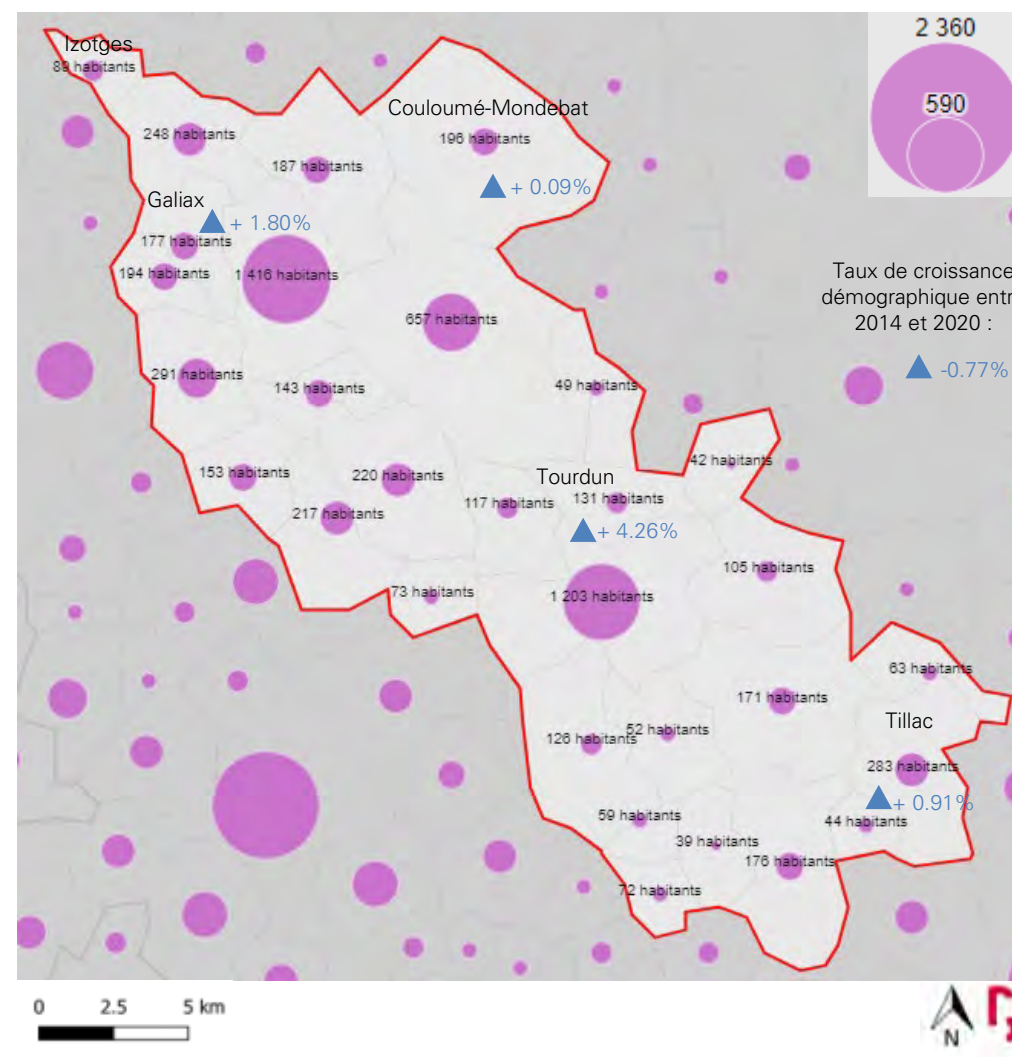 2 360
Izotges
89 habitants
590
Couloumé-Mondebat
248 habitants
196 habitants
187 habitants
+ 0.09%
Galiax
+ 1.80%
177 habitants
194 habitants
1 416 habitants
Taux de croissance
démographique entr
2014 et 2020 :
657 habitants
-0.77%
291 habitants
143 habitants
49 habitants
42 habitants
153 habitants
220 habitants
Tourdun
131 habitants
117 habitants
217 habitants
+ 4.26%
105 habitants
73 habitants
1 203 habitants
63 habitants
171 habitants
Tillac
52 habitants
126 habitants
283 habitants
+ 0.91%
59 habitants
44 habitants
39 habitants
176 habitants
72 habitants
0 2.5 5 km
N